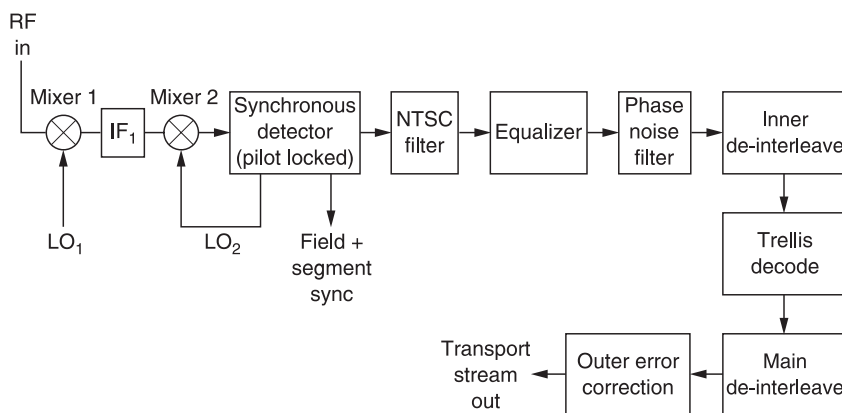 RF
in
Mixer 1
IF₁
Mixer 2
LO₁
LO₂
Synchronous
detector
(pilot locked)
Field +
segment
sync
NTSC
filter
Equalizer
Phase
noise
filter
Inner
de-interleave
Trellis
decode
Main
de-interleave
Outer error
correction
Transport
stream
out